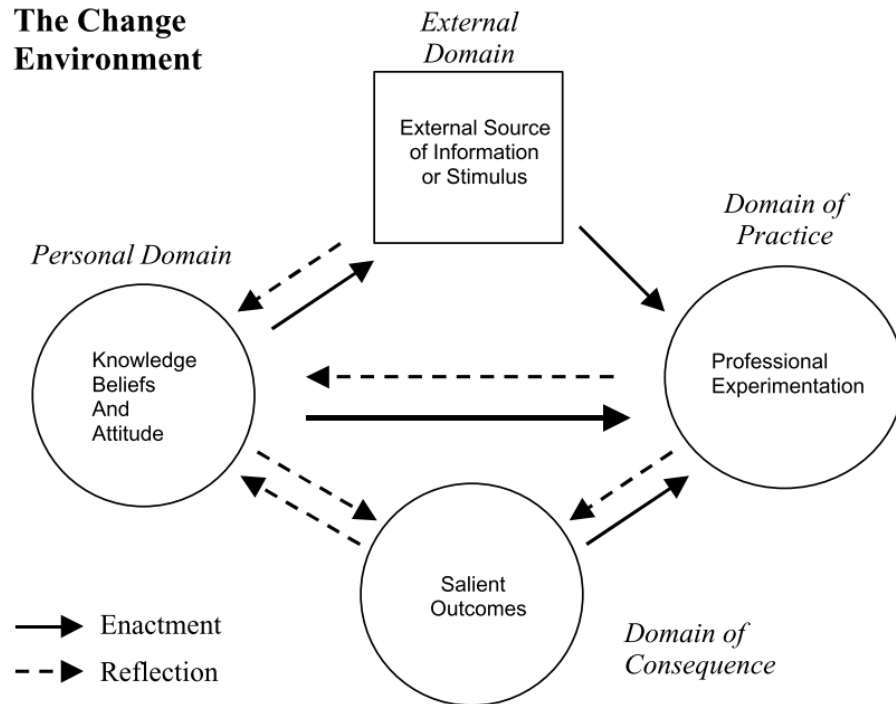 The Change
Environment
External
Domain
External Source
of Information
or Stimulus
Domain of
Practice
Personal Domain
Knowledge
Beliefs
And
Attitude
Professional
Experimentation
Salient
Outcomes
Enactment
Reflection
Domain of
Consequence